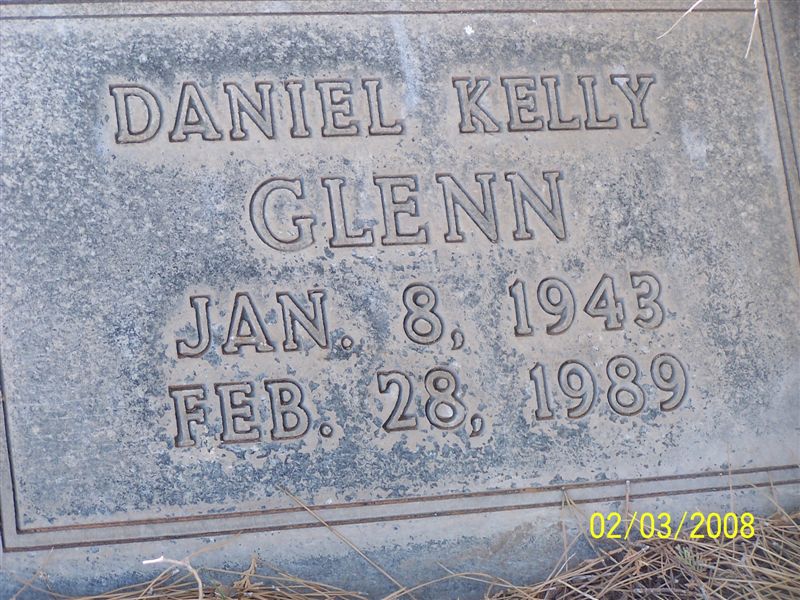 DANIEL KELLY
GLENN
JAN. 8, 1943
FEB. 28, 1989
02/03/2008